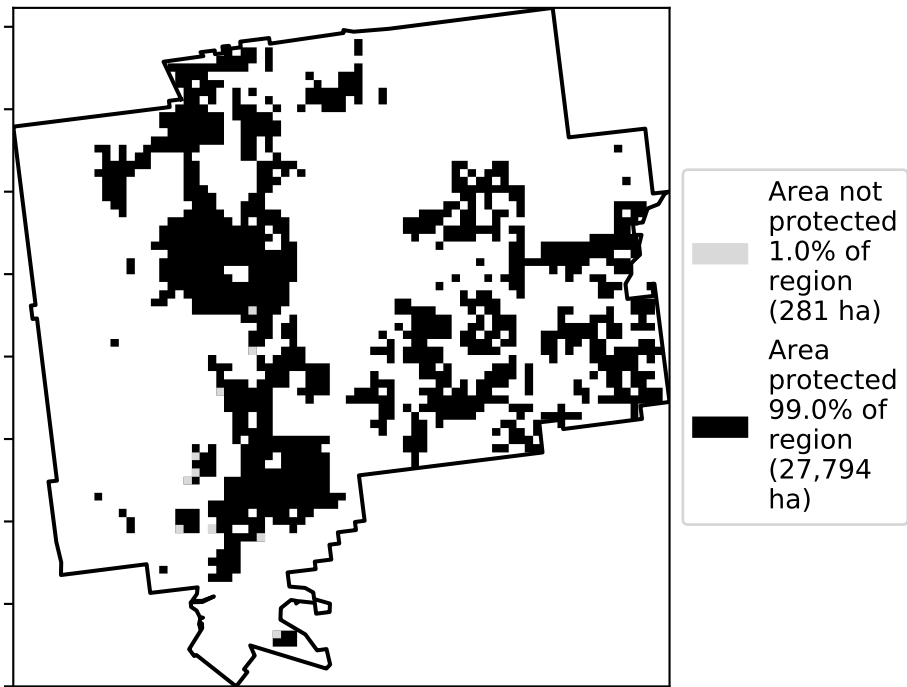 Area not
protected
1.0% of
region
(281 ha)
Area
protected
99.0% of
region
(27,794
ha)